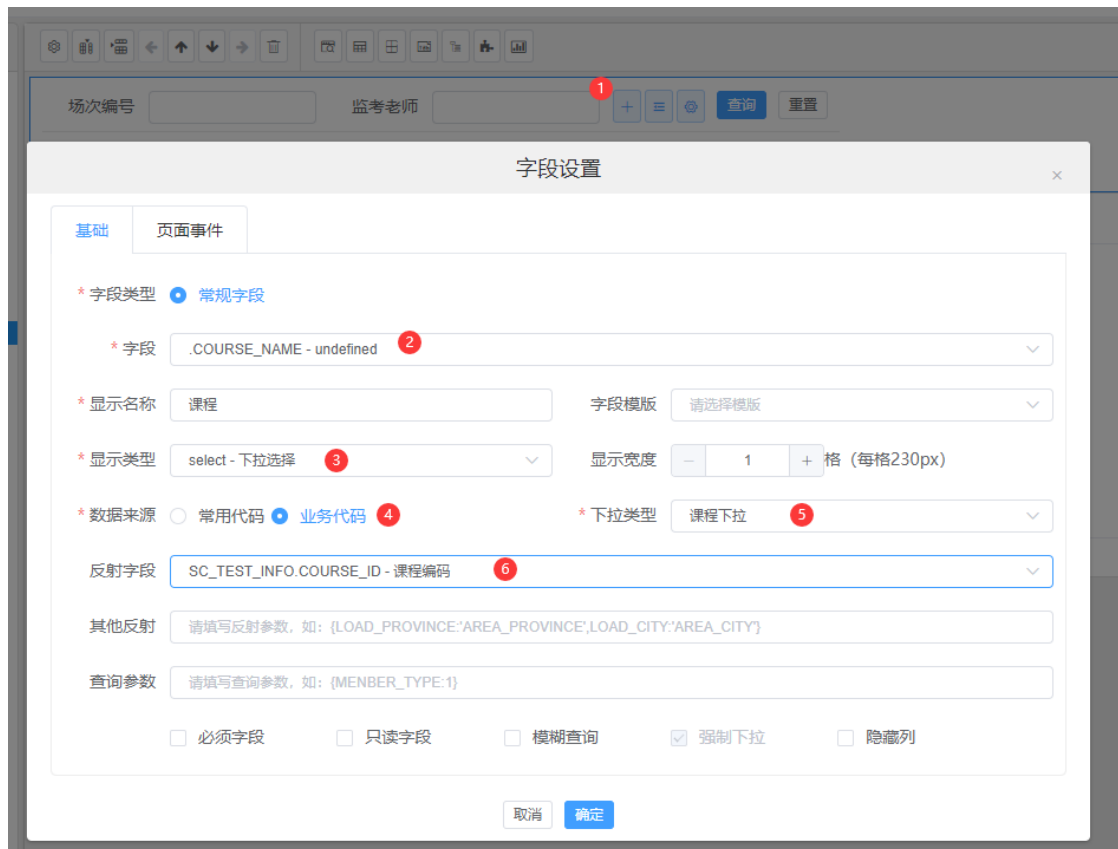 场次编号 监考老师 1 查询 重置
字段设置
基础 页面事件
* 字段类型 常规字段
* 字段 .COURSE_NAME - undefined 2
* 显示名称 课程 字段模版 请选择模版
* 显示类型 select - 下拉选择 3 显示宽度 1 格（每格230px）
* 数据来源 常用代码 业务代码 4 * 下拉类型 课程下拉 5
反射字段 SC_TEST_INFO.COURSE_ID - 课程编码 6
其他反射 请填写反射参数，如：{LOAD_PROVINCE:'AREA_PROVINCE',LOAD_CITY:'AREA_CITY'}
查询参数 请填写查询参数，如：{MENBER_TYPE:1}
必须字段 只读字段 模糊查询 强制下拉 隐藏列
取消 确定